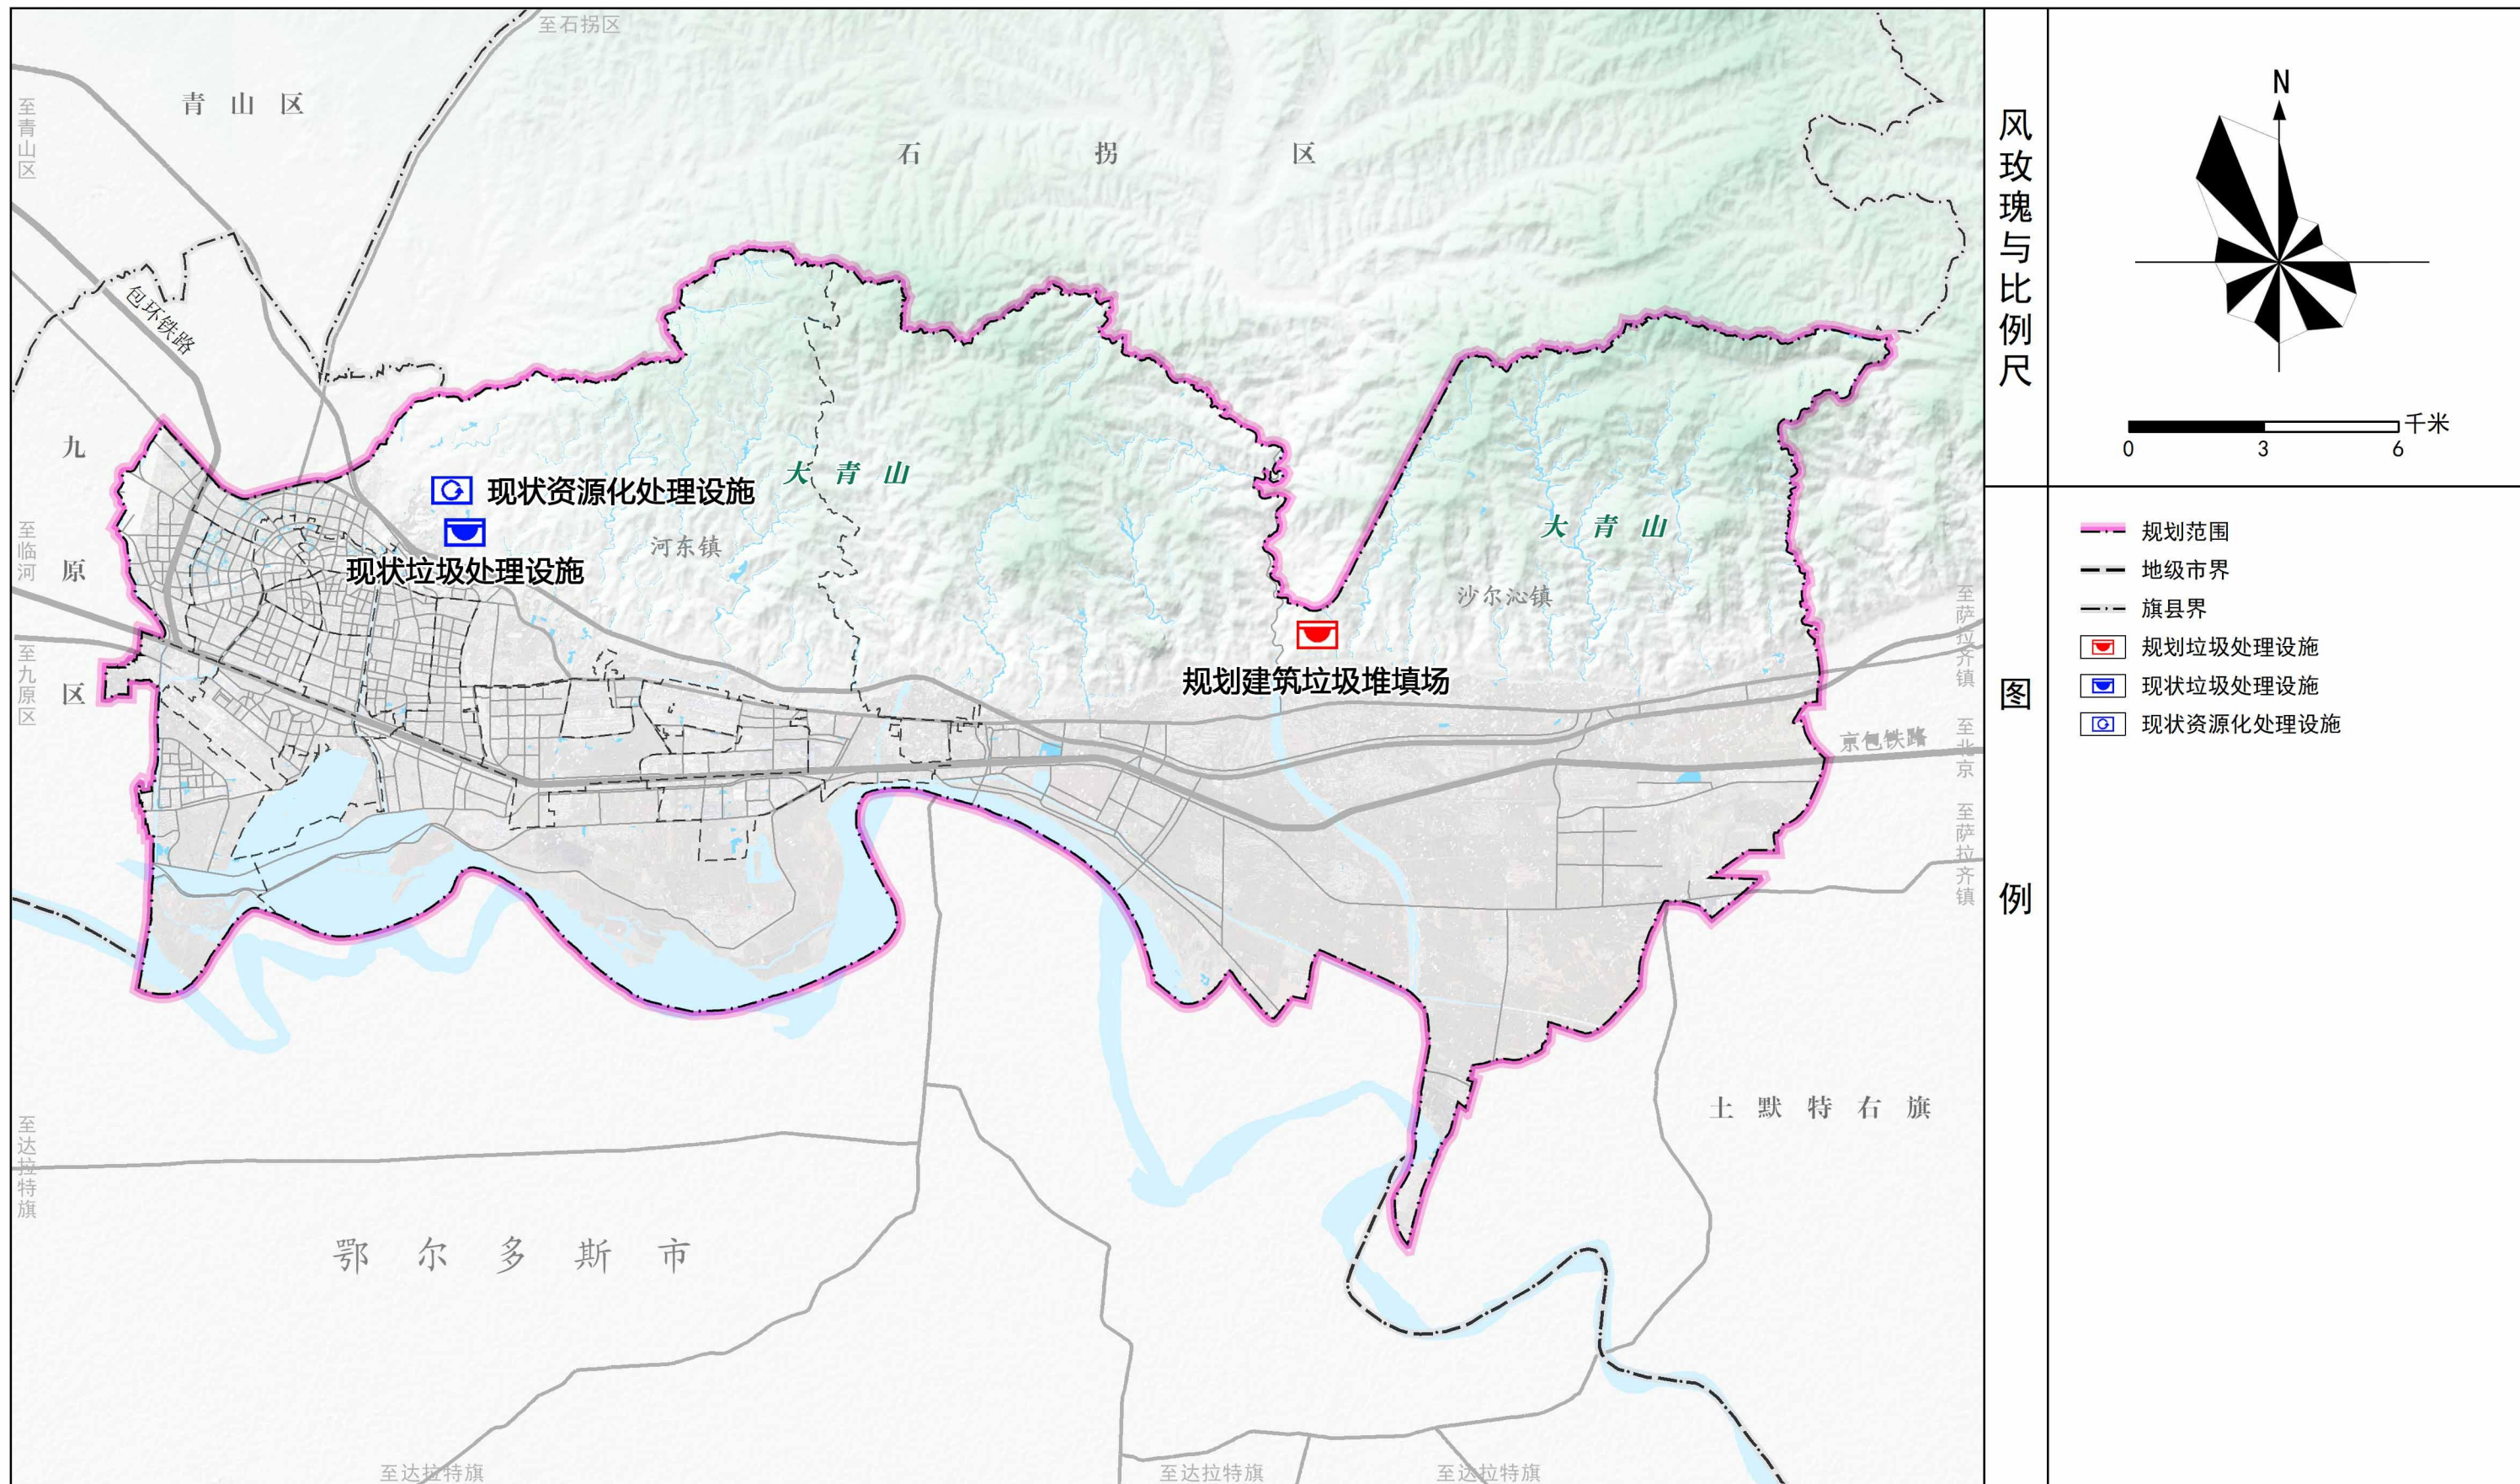 至石拐区
青山区
至青山区
石拐区
包环铁路
九原区
大青山
现状资源化处理设施
大青山
至临河
河东镇
现状垃圾处理设施
沙尔沁镇
至萨拉齐镇
至九原区
规划建筑垃圾堆填场
京包铁路
至北京
至萨拉齐镇
土默特右旗
至达拉特旗
鄂尔多斯市
至达拉特旗
至达拉特旗
至达拉特旗
风玫瑰与比例尺
N
千米
0 3 6
图例
规划范围
地级市界
旗县界
规划垃圾处理设施
现状垃圾处理设施
现状资源化处理设施